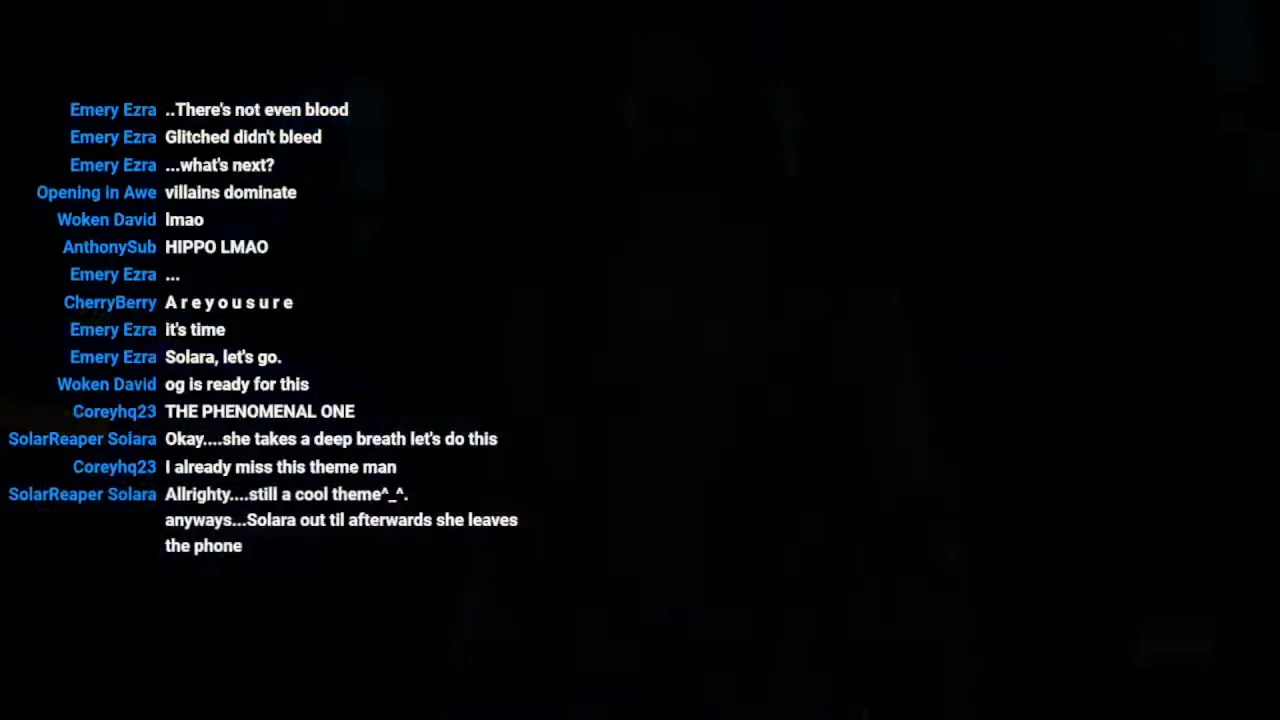 Emery Ezra ..There's not even blood
Emery Ezra Glitched didn't bleed
Emery Ezra ...what's next?
Opening in Awe villains dominate
Woken David lmao
AnthonySub HIPPO LMAO
Emery Ezra ...
CherryBerry A r e y o u s u r e
Emery Ezra it's time
Emery Ezra Solara, let's go.
Woken David og is ready for this
Coreyhq23 THE PHENOMENAL ONE
SolarReaper Solara Okay....she takes a deep breath let's do this
Coreyhq23 I already miss this theme man
SolarReaper Solara Allrighty....still a cool theme^_^.
anyways...Solara out til afterwards she leaves
the phone